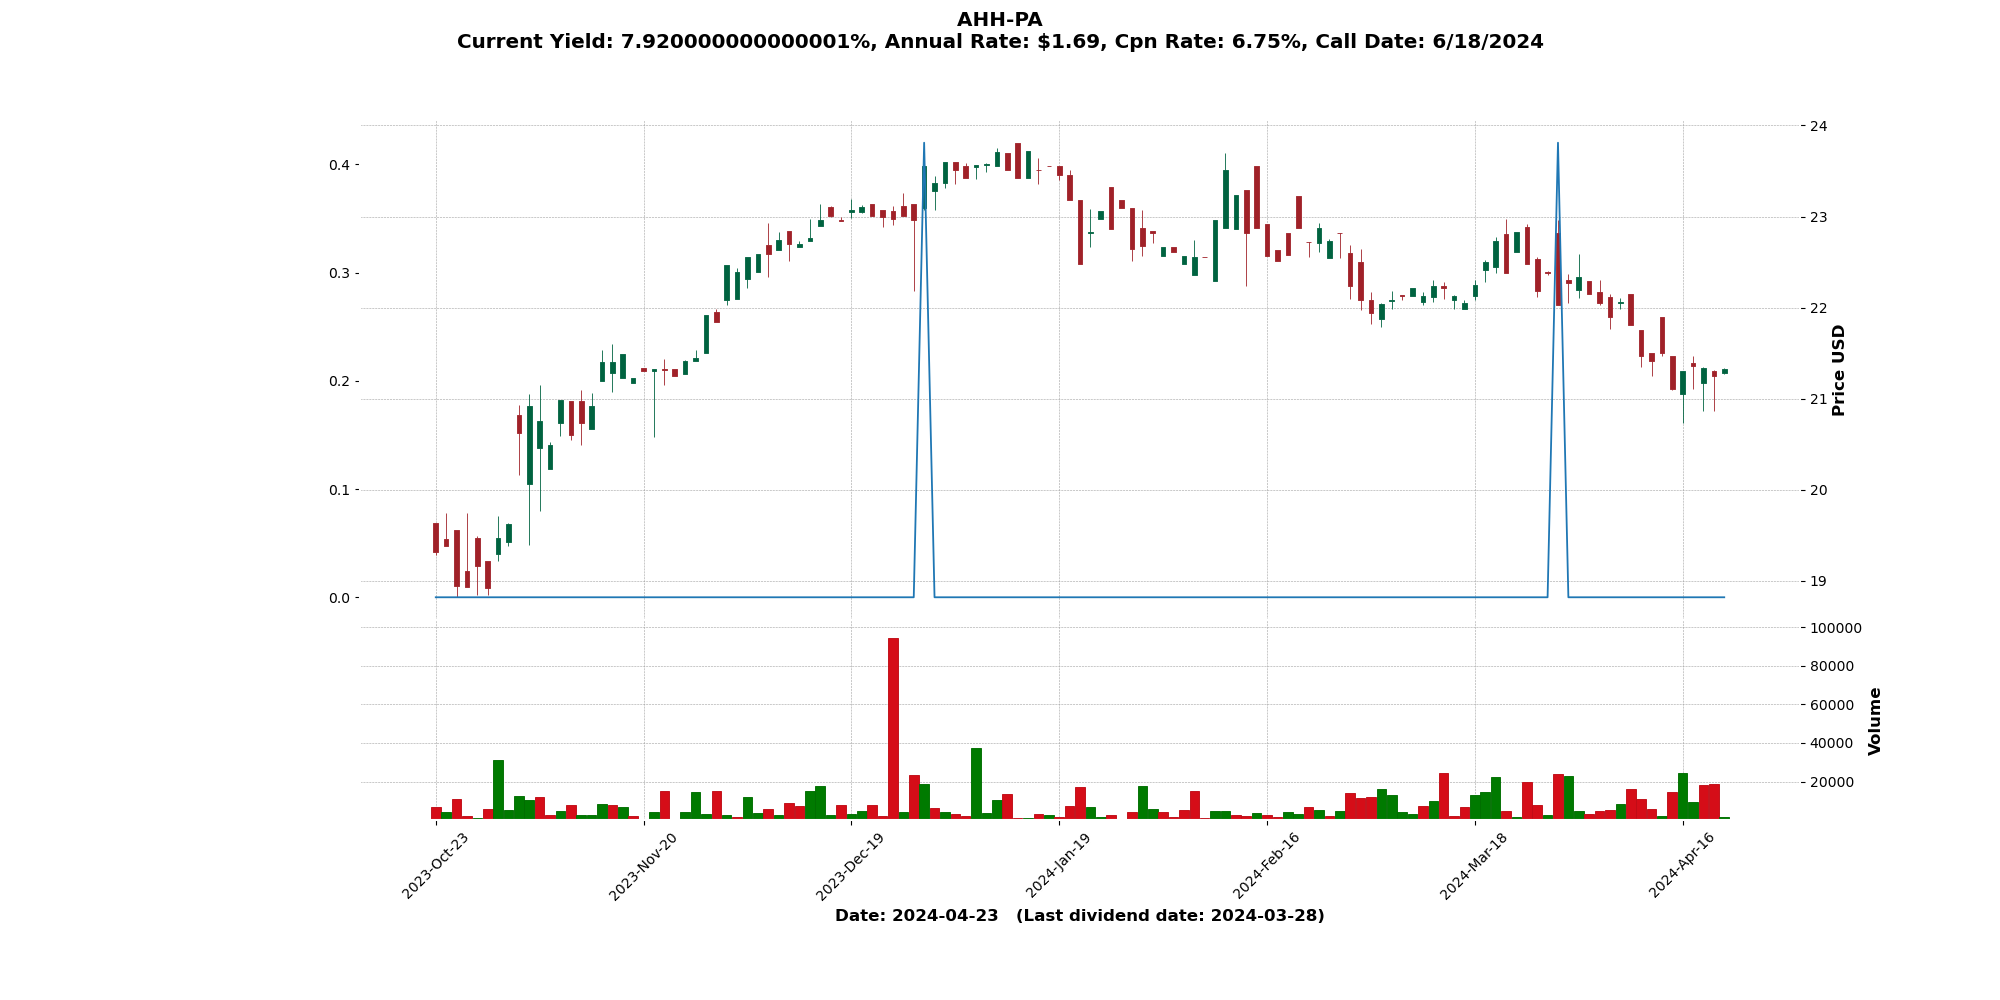 AHH-PA
Current Yield: 7.920000000000001%, Annual Rate: $1.69, Cpn Rate: 6.75%, Call Date: 6/18/2024
0.4
0.3
0.2
0.1
0.0
24
23
22
21
20
19
Price USD
100000
80000
60000
40000
20000
Volume
2023-Oct-23
2023-Nov-20
2023-Dec-19
2024-Jan-19
2024-Feb-16
2024-Mar-18
2024-Apr-16
Date: 2024-04-23 (Last dividend date: 2024-03-28)